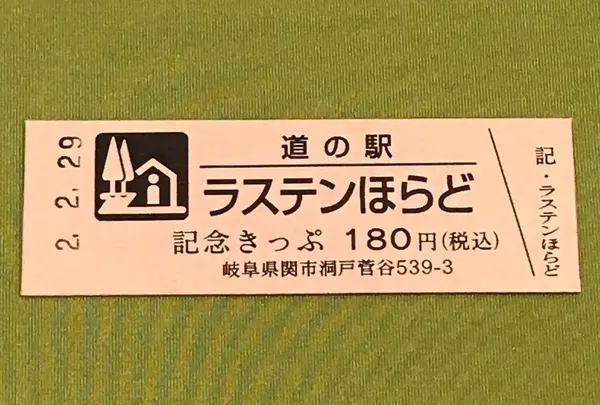 2. 2. 29
道の駅
ラステンほらど
記念きっぷ 180円(税込)
岐阜県関市洞戸菅谷539-3
記・ラステンほらど